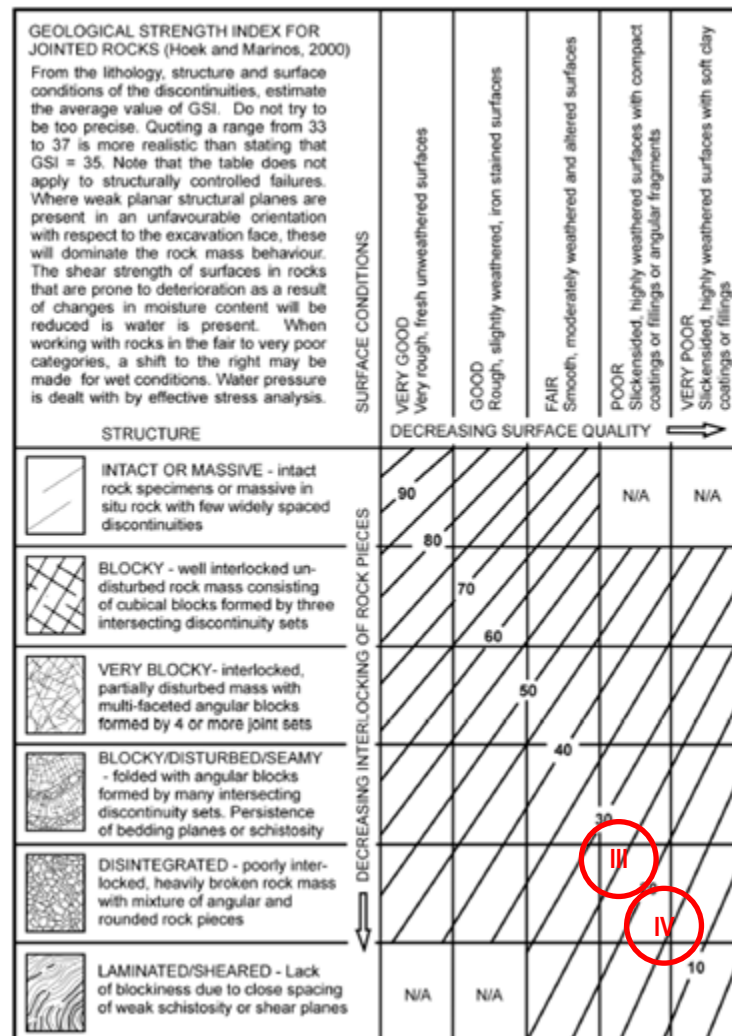 GEOLOGICAL STRENGTH INDEX FOR
JOINTED ROCKS (Hoek and Marinos, 2000)
From the lithology, structure and surface
conditions of the discontinuities, estimate
the average value of GSI. Do not try to
be too precise. Quoting a range from 33
to 37 is more realistic than stating that
GSI = 35. Note that the table does not
apply to structurally controlled failures.
Where weak planar structural planes are
present in an unfavourable orientation
with respect to the excavation face, these
will dominate the rock mass behaviour.
The shear strength of surfaces in rocks
that are prone to deterioration as a result
of changes in moisture content will be
reduced is water is present. When
working with rocks in the fair to very poor
categories, a shift to the right may be
made for wet conditions. Water pressure
is dealt with by effective stress analysis.
STRUCTURE
SURFACE CONDITIONS
VERY GOOD
Very rough, fresh unweathered surfaces
GOOD
Rough, slightly weathered, iron stained surfaces
FAIR
Smooth, moderately weathered and altered surfaces
POOR
Slickensided, highly weathered surfaces with compact
coatings or fillings or angular fragments
VERY POOR
Slickensided, highly weathered surfaces with soft clay
coatings or fillings
DECREASING SURFACE QUALITY
DECREASING INTERLOCKING OF ROCK PIECES
INTACT OR MASSIVE - intact
rock specimens or massive in
situ rock with few widely spaced
discontinuities
90
80
N/A
N/A
BLOCKY - well interlocked un-
disturbed rock mass consisting
of cubical blocks formed by three
intersecting discontinuity sets
70
60
VERY BLOCKY- interlocked,
partially disturbed mass with
multi-faceted angular blocks
formed by 4 or more joint sets
50
BLOCKY/DISTURBED/SEAMY
- folded with angular blocks
formed by many intersecting
discontinuity sets. Persistence
of bedding planes or schistosity
40
30
DISINTEGRATED - poorly inter-
locked, heavily broken rock mass
with mixture of angular and
rounded rock pieces
III
IV
LAMINATED/SHEARED - Lack
of blockiness due to close spacing
of weak schistosity or shear planes
N/A
N/A
10